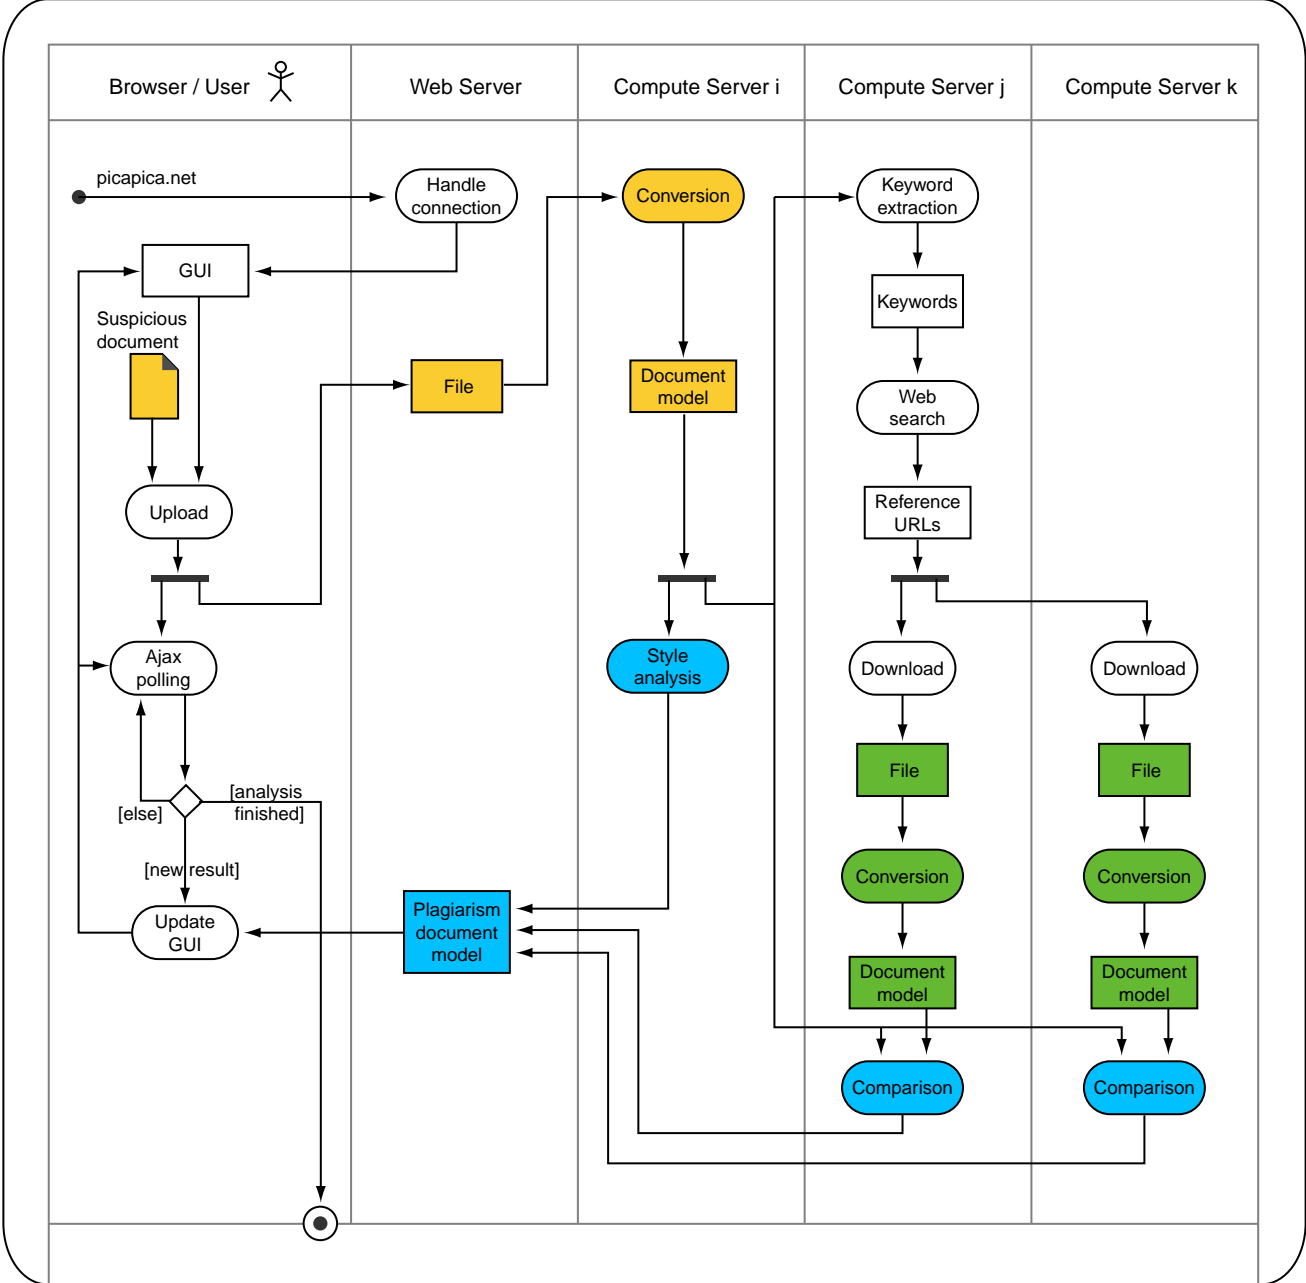 Browser / User
Web Server
Compute Server i
Compute Server j
Compute Server k
picapica.net
Handle
connection
Conversion
Keyword
extraction
GUI
Keywords
Suspicious
document
File
Document
model
Web
search
Upload
Reference
URLs
Ajax
polling
Style
analysis
Download
Download
File
File
[analysis
finished]
[else]
[new result]
Conversion
Conversion
Update
GUI
Plagiarism
document
model
Document
model
Document
model
Comparison
Comparison